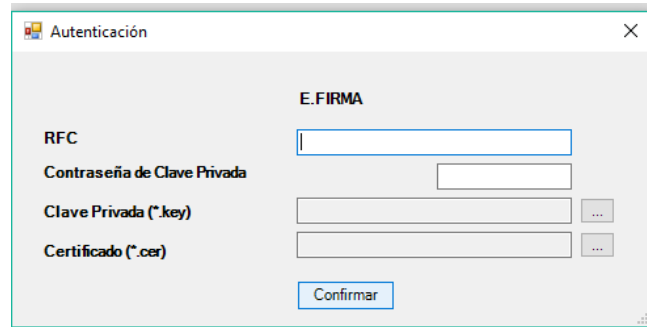 Autenticación
E.FIRMA
RFC
Contraseña de Clave Privada
Clave Privada (*.key)
...
Certificado (*.cer)
...
Confirmar